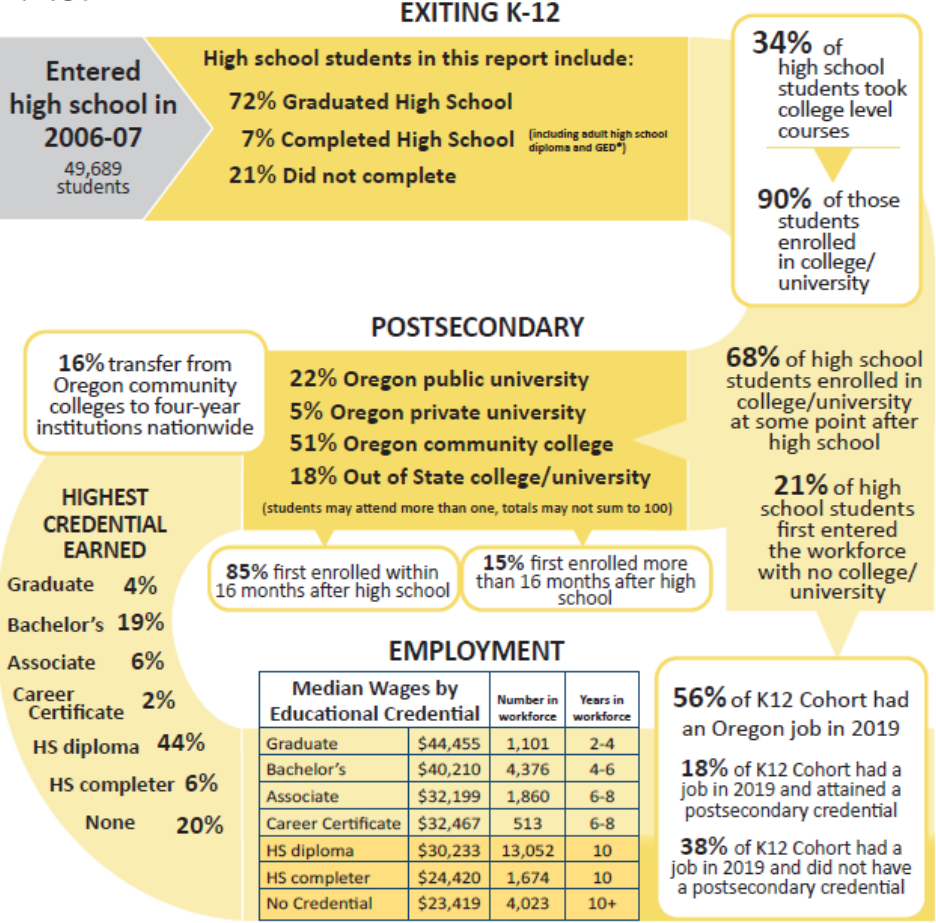 EXITING K-12
Entered
high school in
2006-07
49,689
students
High school students in this report include:
72% Graduated High School
7% Completed High School (including adult high school
diploma and GED®)
21% Did not complete
34% of
high school
students took
college level
courses
90% of those
students
enrolled
in college/
university
POSTSECONDARY
16% transfer from
Oregon community
colleges to four-year
institutions nationwide
22% Oregon public university
5% Oregon private university
51% Oregon community college
18% Out of State college/university
(students may attend more than one, totals may not sum to 100)
68% of high school
students enrolled in
college/university
at some point after
high school
21% of high
school students
first entered
the workforce
with no college/
university
85% first enrolled within
16 months after high school
15% first enrolled more
than 16 months after high
school
HIGHEST
CREDENTIAL
EARNED
Graduate 4%
Bachelor's 19%
Associate 6%
Career
Certificate 2%
HS diploma 44%
HS completer 6%
None 20%
EMPLOYMENT
Median Wages by
Educational Credential
Number in
workforce
Years in
workforce
Graduate $44,455 1,101 2-4
Bachelor's $40,210 4,376 4-6
Associate $32,199 1,860 6-8
Career Certificate $32,467 513 6-8
HS diploma $30,233 13,052 10
HS completer $24,420 1,674 10
No Credential $23,419 4,023 10+
56% of K12 Cohort had
an Oregon job in 2019
18% of K12 Cohort had a
job in 2019 and attained a
postsecondary credential
38% of K12 Cohort had a
job in 2019 and did not have
a postsecondary credential